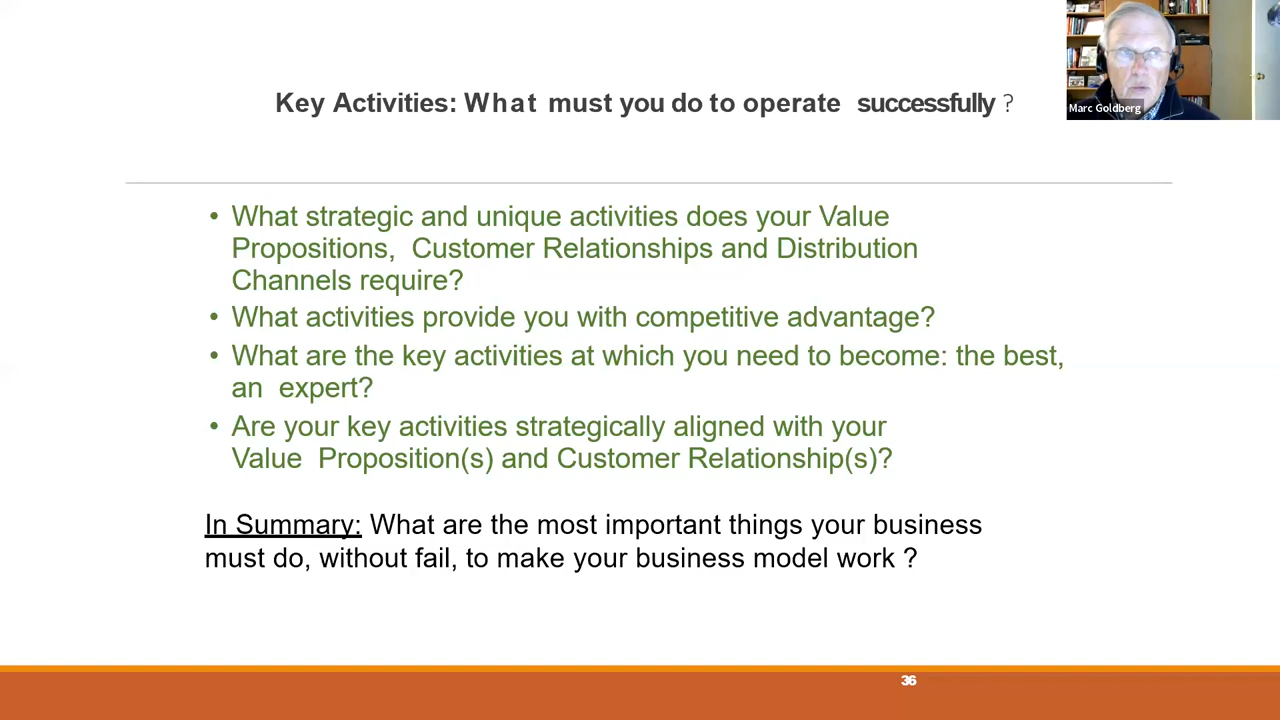 Key Activities: What must you do to operate successfully ?
Marc Goldberg
• What strategic and unique activities does your Value
Propositions, Customer Relationships and Distribution
Channels require?
• What activities provide you with competitive advantage?
• What are the key activities at which you need to become: the best,
an expert?
• Are your key activities strategically aligned with your
Value Proposition(s) and Customer Relationship(s)?
In Summary: What are the most important things your business
must do, without fail, to make your business model work ?
36